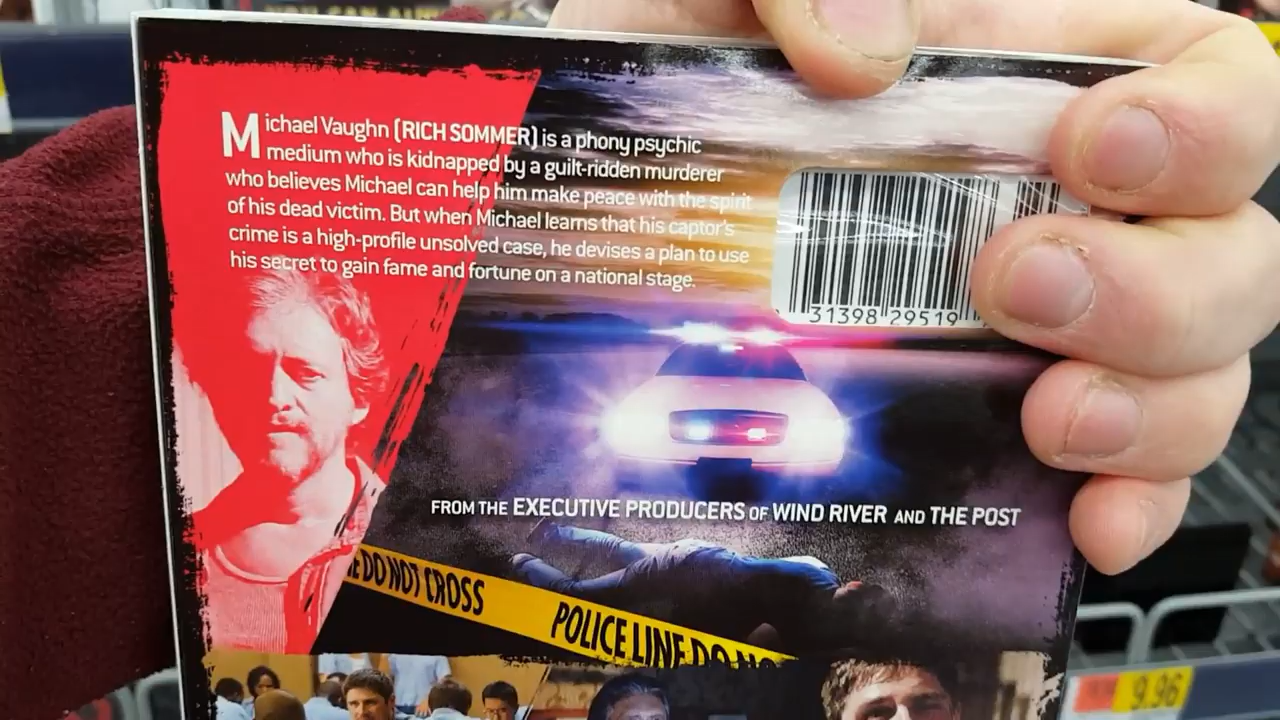 Michael Vaughn (RICH SOMMER) is a phony psychic
medium who is kidnapped by a guilt-ridden murderer
who believes Michael can help him make peace with the spirit
of his dead victim. But when Michael learns that his captor's
crime is a high-profile unsolved case, he devises a plan to use
his secret to gain fame and fortune on a national stage.
31398 29519
FROM THE EXECUTIVE PRODUCERS OF WIND RIVER AND THE POST
E DO NOT CROSS
POLICE LINE DO NO
9.96